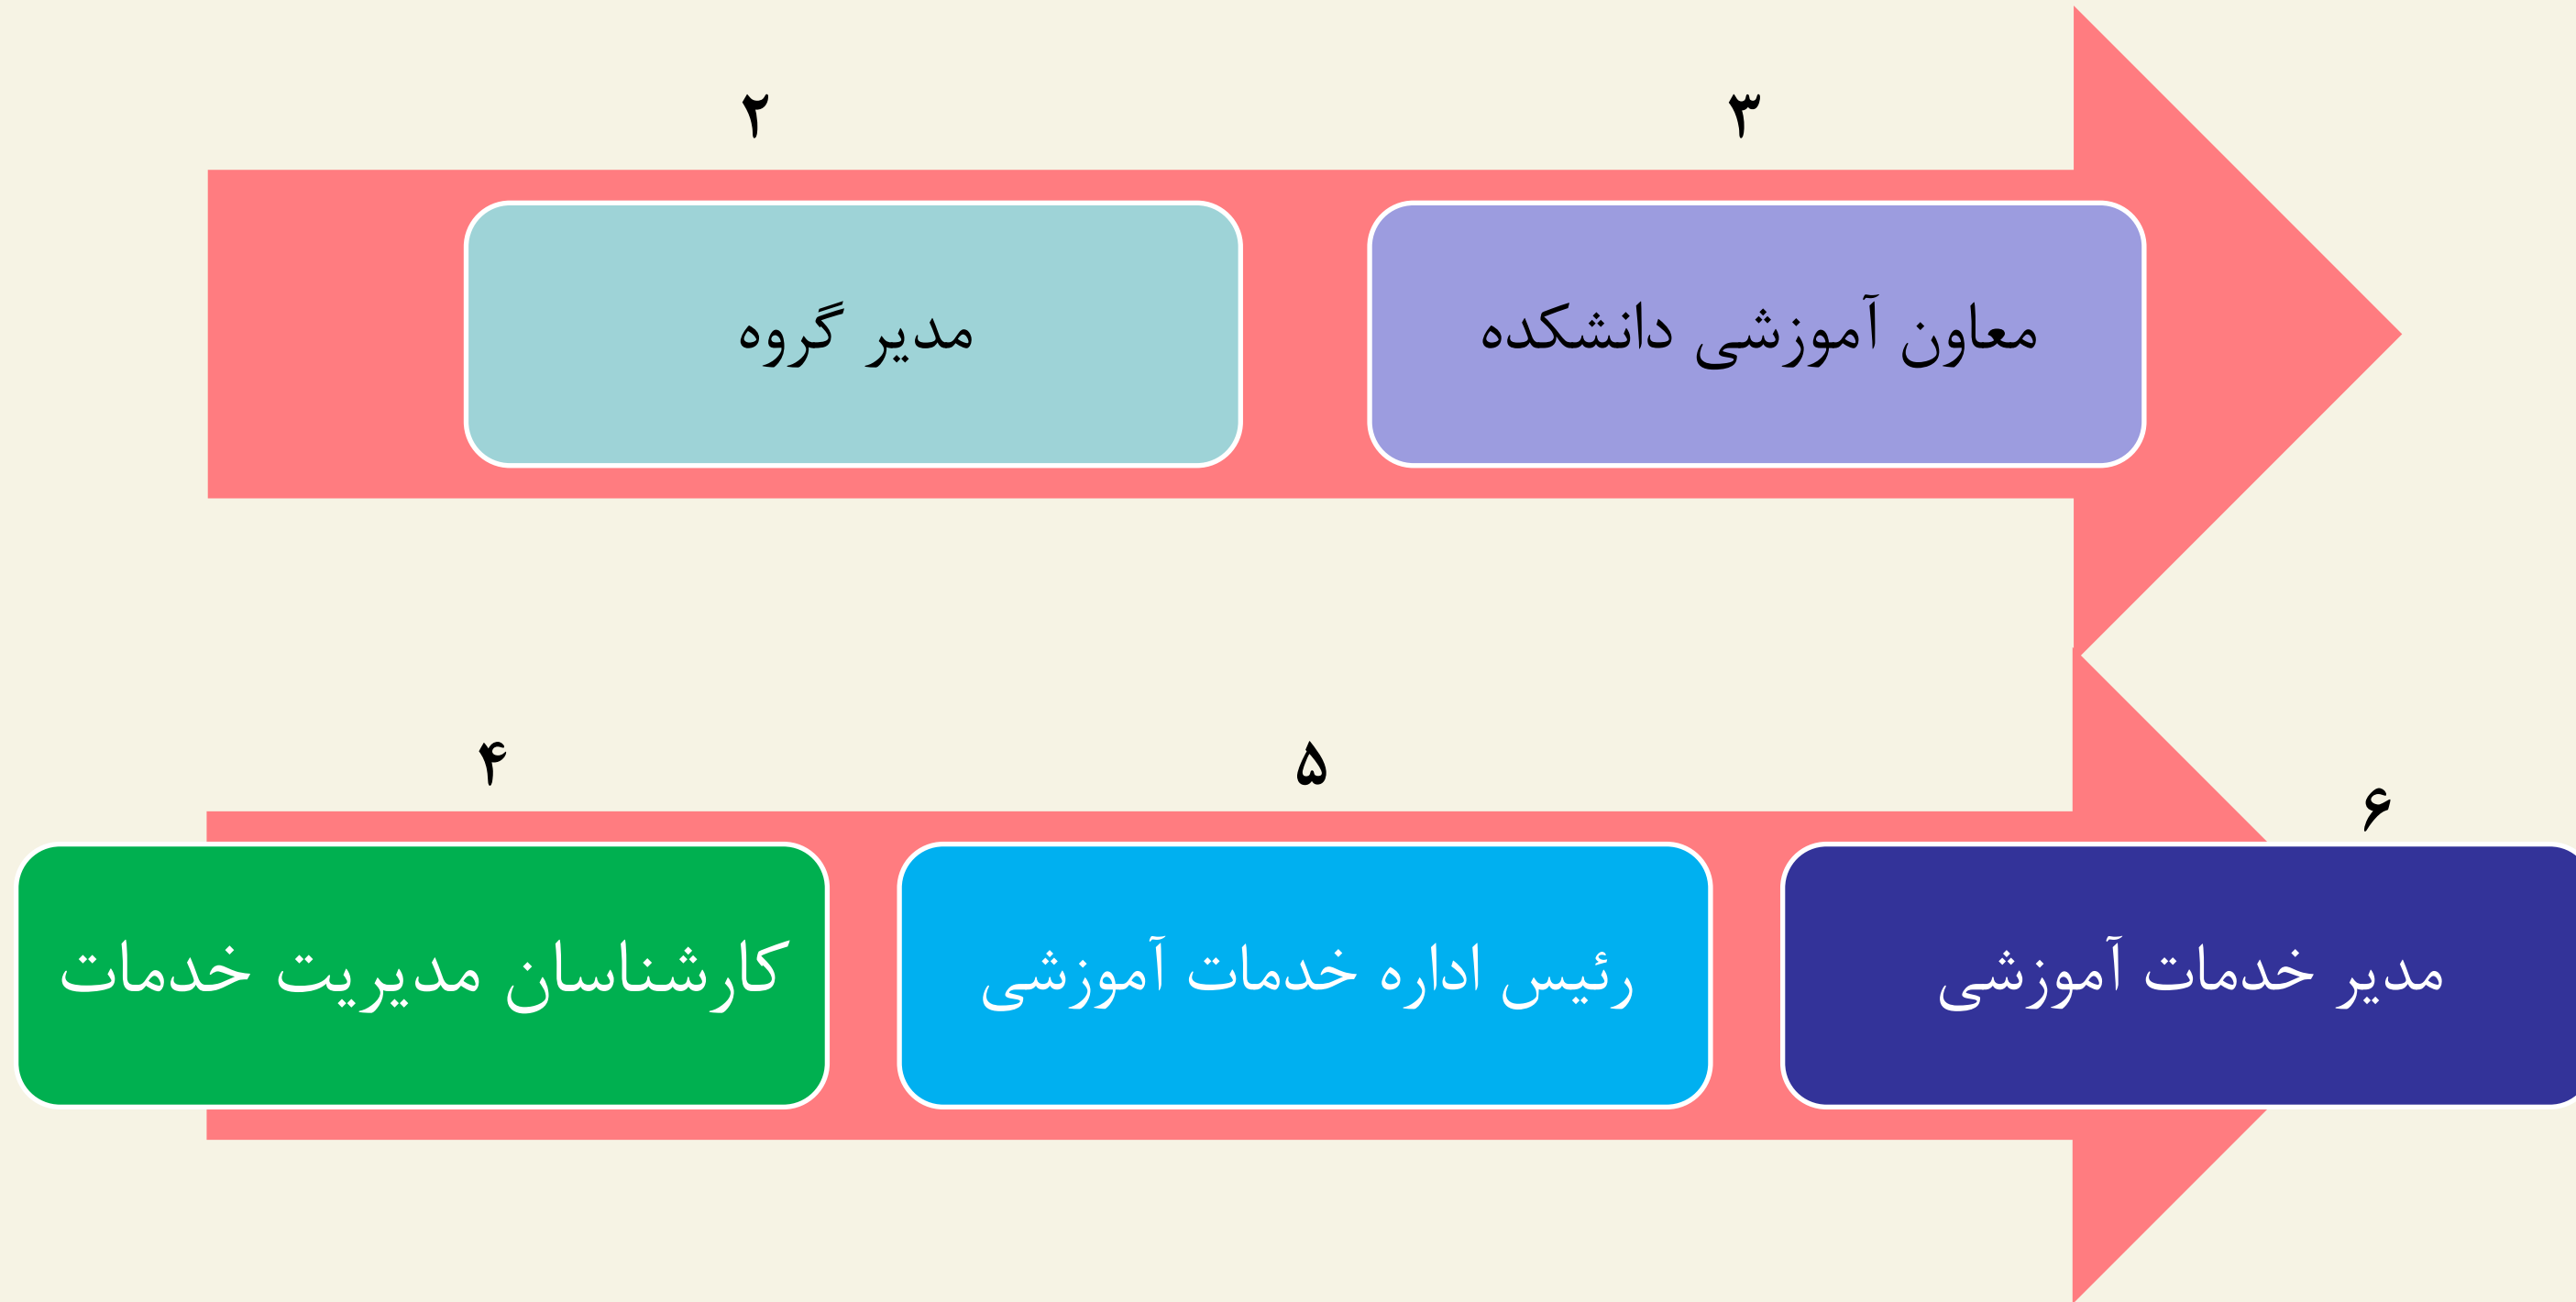 ۲
۳
مدیر گروه
معاون آموزشی دانشکده
۴
۵
۶
کارشناسان مدیریت خدمات
رئیس اداره خدمات آموزشی
مدیر خدمات آموزشی